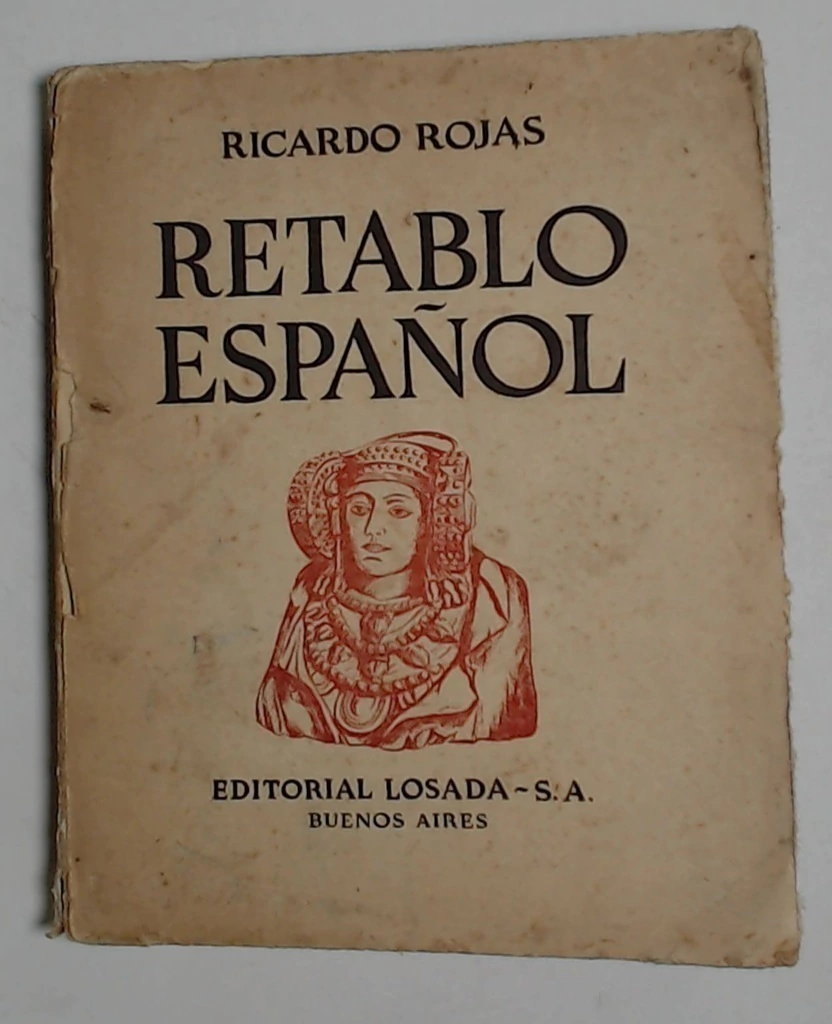 RICARDO ROJAS
RETABLO
ESPAÑOL
EDITORIAL LOSADA ~ S. A.
BUENOS AIRES